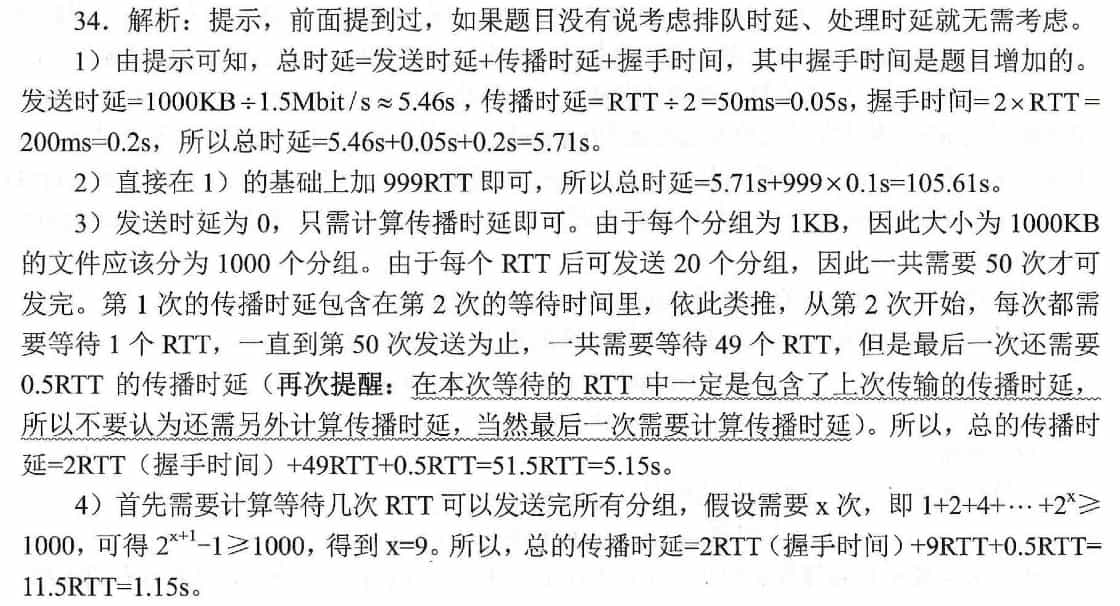 34．解析：提示，前面提到过，如果题目没有说考虑排队时延、处理时延就无需考虑。
1）由提示可知，总时延=发送时延+传播时延+握手时间，其中握手时间是题目增加的。
发送时延=1000KB÷1.5Mbit/s≈5.46s，传播时延=RTT÷2=50ms=0.05s，握手时间=2×RTT=
200ms=0.2s，所以总时延=5.46s+0.05s+0.2s=5.71s。
2）直接在 1）的基础上加 999RTT 即可，所以总时延=5.71s+999×0.1s=105.61s。
3）发送时延为 0，只需计算传播时延即可。由于每个分组为 1KB，因此大小为 1000KB
的文件应该分为 1000 个分组。由于每个 RTT 后可发送 20 个分组，因此一共需要 50 次才可
发完。第 1 次的传播时延包含在第 2 次的等待时间里，依此类推，从第 2 次开始，每次都需
要等待 1 个 RTT，一直到第 50 次发送为止，一共需要等待 49 个 RTT，但是最后一次还需要
0.5RTT 的传播时延（再次提醒：在本次等待的 RTT 中一定是包含了上次传输的传播时延，
所以不要认为还需另外计算传播时延，当然最后一次需要计算传播时延）。所以，总的传播时
延=2RTT（握手时间）+49RTT+0.5RTT=51.5RTT=5.15s。
4）首先需要计算等待几次 RTT 可以发送完所有分组，假设需要 x 次，即 1+2+4+⋯+2ˣ≥
1000，可得 2ˣ⁺¹−1≥1000，得到 x=9。所以，总的传播时延=2RTT（握手时间）+9RTT+0.5RTT=
11.5RTT=1.15s。